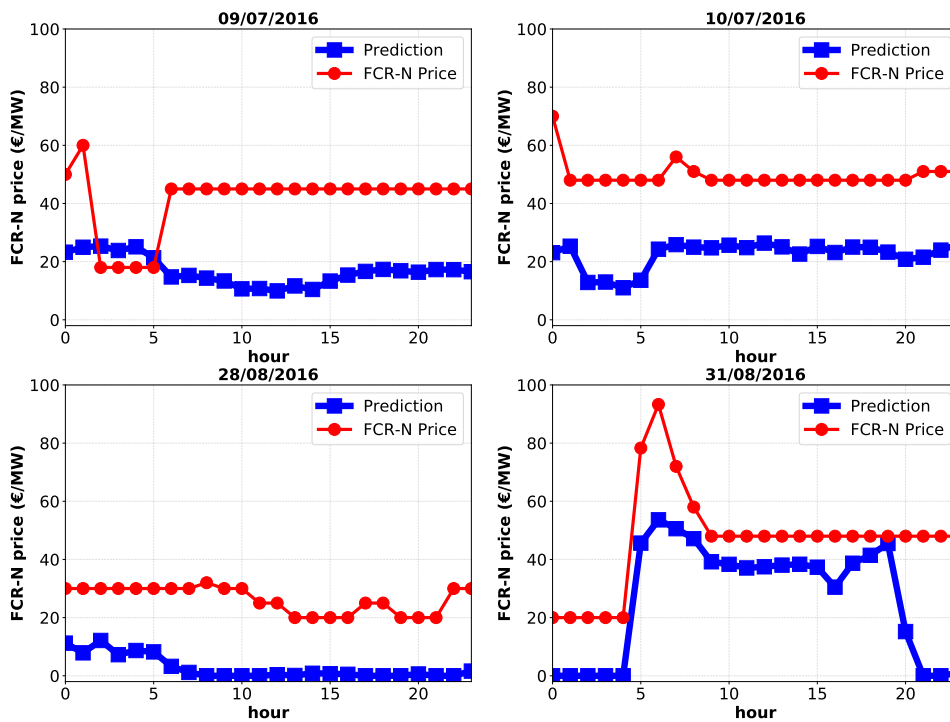 09/07/2016
100
80
60
40
20
0
FCR-N price (€/MW)
Prediction
FCR-N Price
0 5 10 15 20
hour
10/07/2016
100
80
60
40
20
0
FCR-N price (€/MW)
Prediction
FCR-N Price
0 5 10 15 20
hour
28/08/2016
100
80
60
40
20
0
FCR-N price (€/MW)
Prediction
FCR-N Price
0 5 10 15 20
hour
31/08/2016
100
80
60
40
20
0
FCR-N price (€/MW)
Prediction
FCR-N Price
0 5 10 15 20
hour